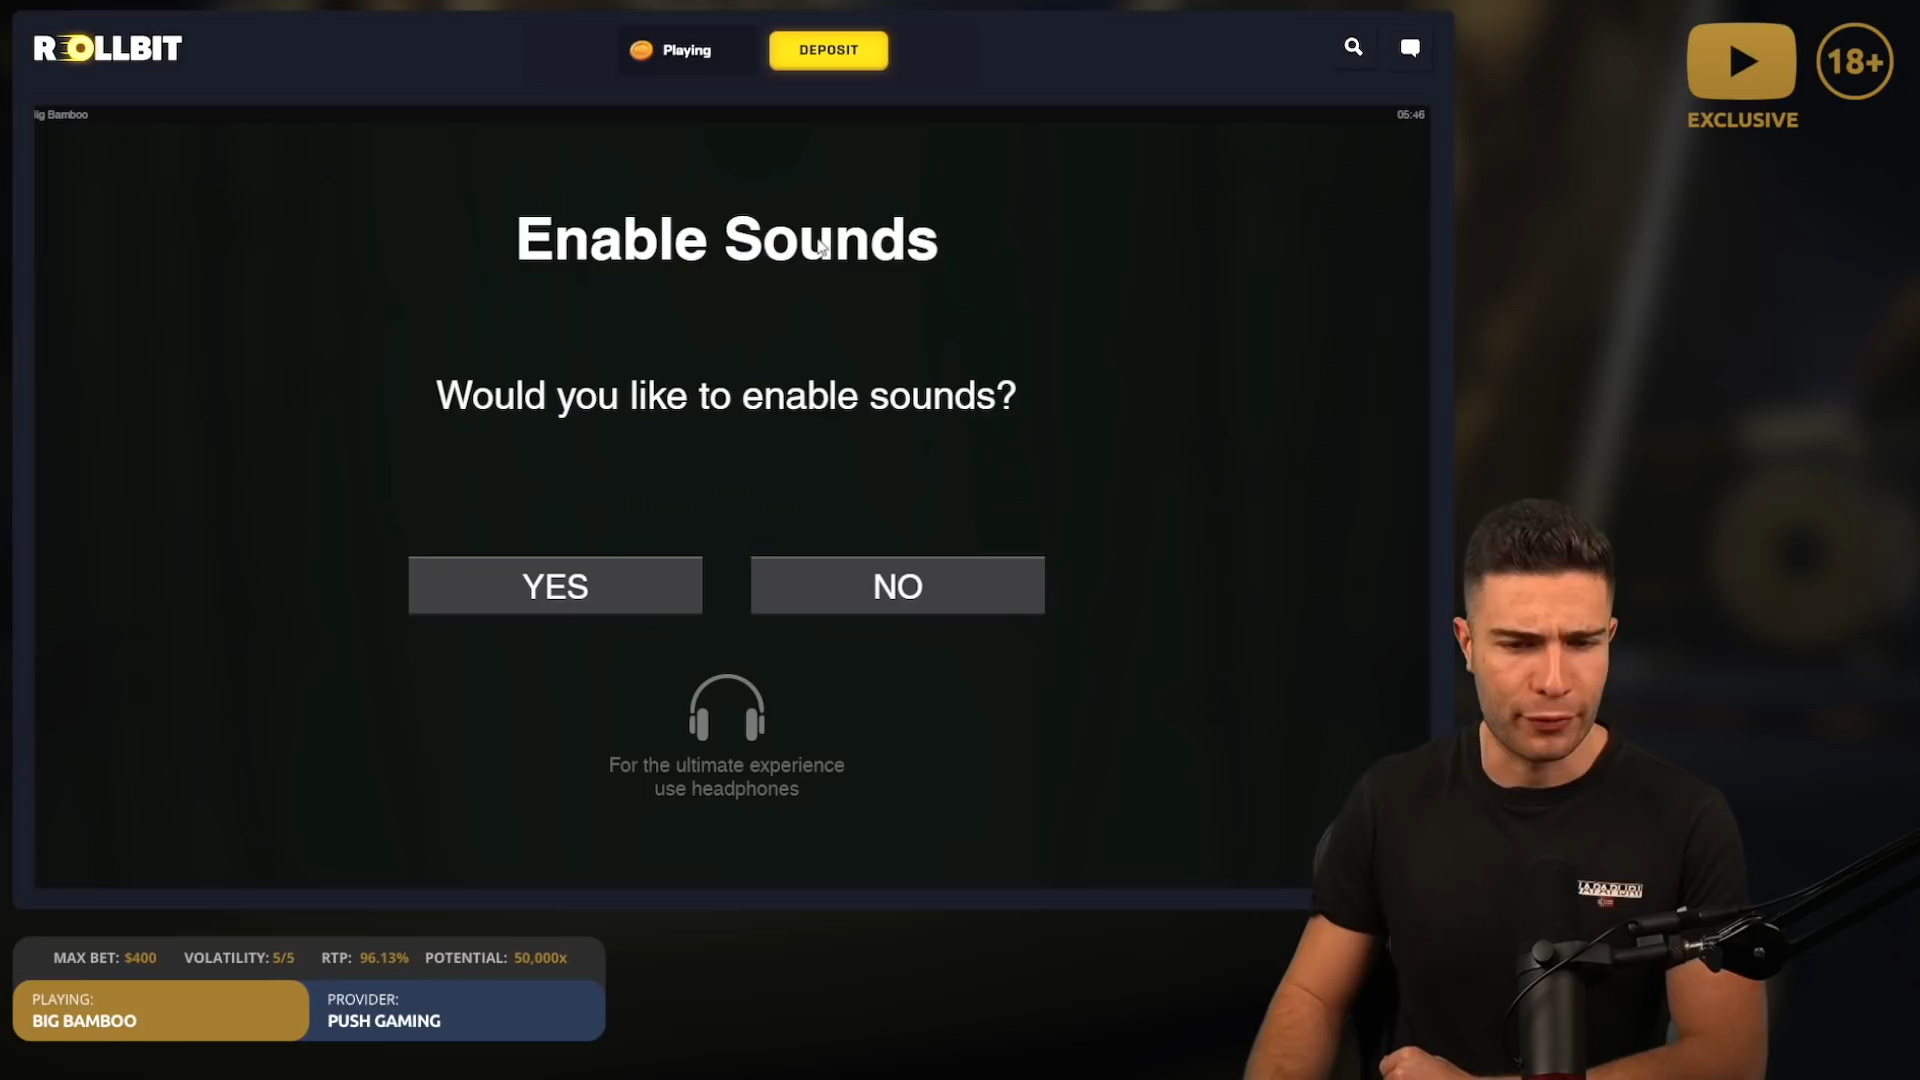 ROLLBIT
Playing
DEPOSIT
18+
EXCLUSIVE
ig Bamboo
05:46
Enable Sounds
Would you like to enable sounds?
YES
NO
For the ultimate experience
use headphones
NAPAPIJRI
MAX BET: $400 VOLATILITY: 5/5 RTP: 96.13% POTENTIAL: 50,000x
PLAYING:
BIG BAMBOO
PROVIDER:
PUSH GAMING